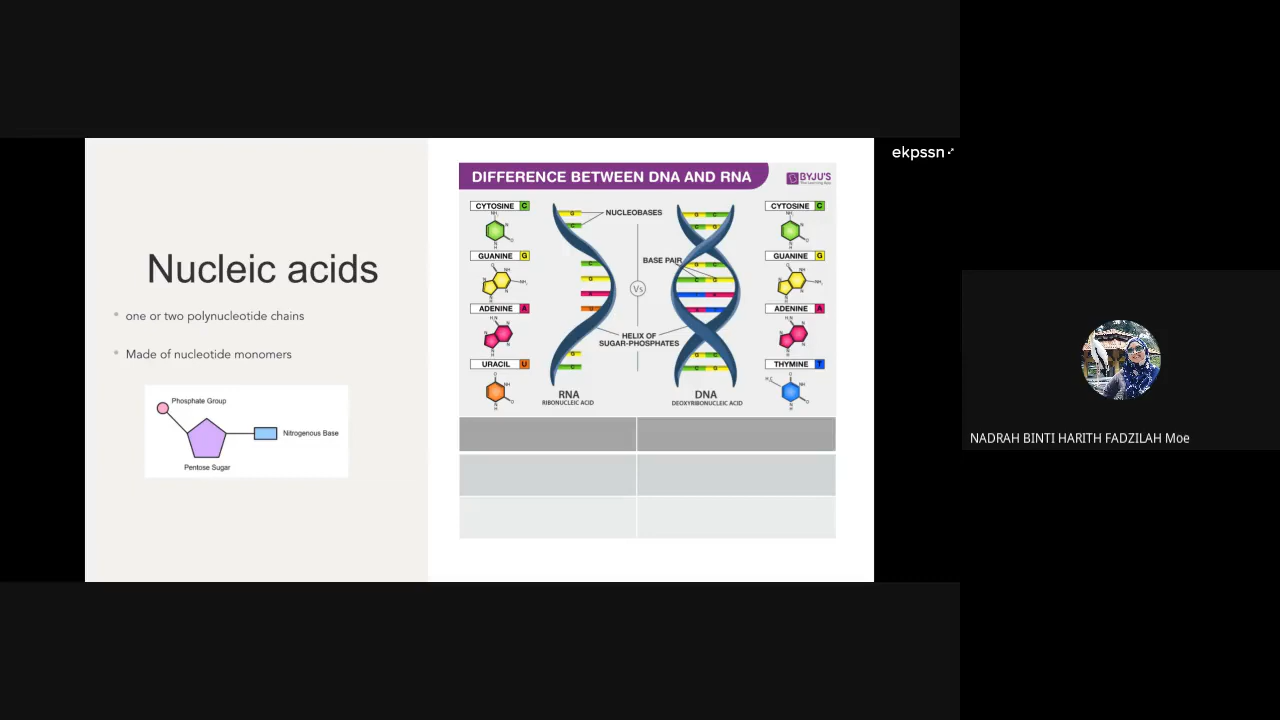 ekpssn
Nucleic acids
one or two polynucleotide chains
Made of nucleotide monomers
Phosphate Group
Nitrogenous Base
Pentose Sugar
DIFFERENCE BETWEEN DNA AND RNA
BYJU'S
CYTOSINE C
GUANINE G
ADENINE A
URACIL U
NUCLEOBASES
BASE PAIR
Vs
HELIX OF
SUGAR-PHOSPHATES
RNA
RIBONUCLEIC ACID
DNA
DEOXYRIBONUCLEIC ACID
CYTOSINE C
GUANINE G
ADENINE A
THYMINE T
NADRAH BINTI HARITH FADZILAH Moe